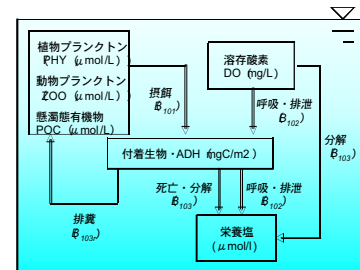 植物プランクトン
PHY (μmol/L)
動物プランクトン
ZOO (μmol/L)
懸濁態有機物
POC (μmol/L)
溶存酸素
DO (mg/L)
摂餌
(B101)
呼吸・排泄
(B102)
分解
(B103)
付着生物・ADH (mgC/m2)
死亡・分解
(B103)
呼吸・排泄
(B102)
排糞
(B103r)
栄養塩
(μmol/l)